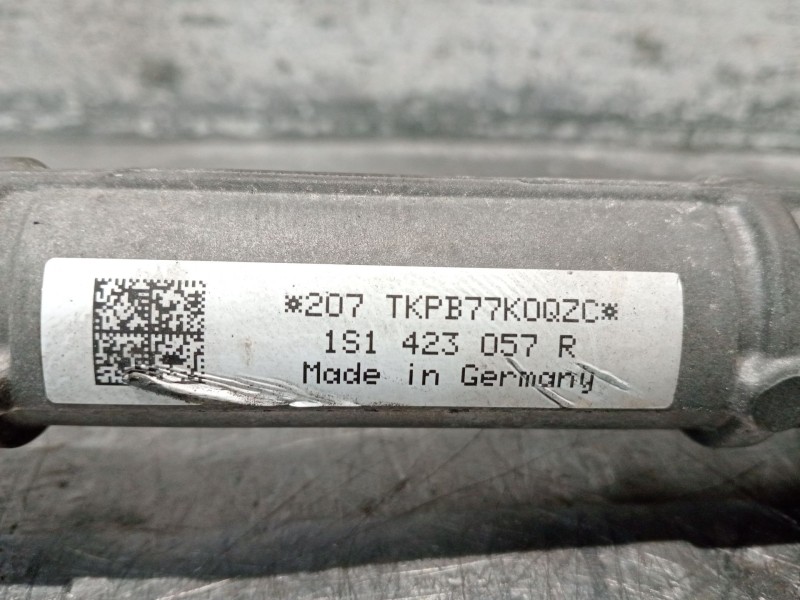 *207 TKPB77K0QZC*
1S1 423 057 R
Made in Germany